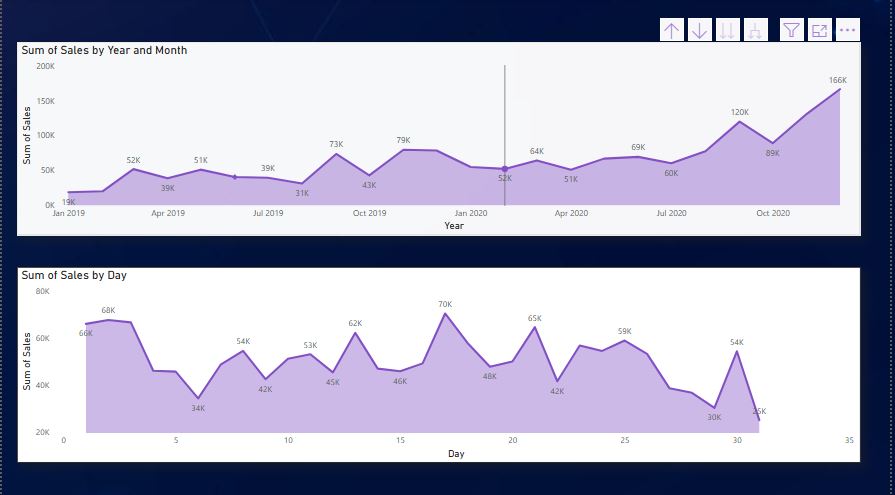 Sum of Sales by Year and Month
200K
150K
100K
50K
0K
Sum of Sales
19K
52K
39K
51K
39K
31K
73K
43K
79K
52K
64K
51K
69K
60K
120K
89K
166K
Jan 2019
Apr 2019
Jul 2019
Oct 2019
Jan 2020
Apr 2020
Jul 2020
Oct 2020
Year
Sum of Sales by Day
80K
60K
40K
20K
Sum of Sales
66K
68K
34K
54K
42K
53K
45K
62K
46K
70K
48K
65K
42K
59K
30K
54K
25K
0
5
10
15
20
25
30
35
Day